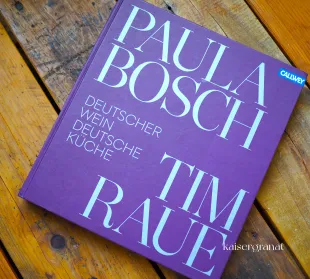 PAULA
BOSCH
CALLWEY
DEUTSCHER
WEIN
DEUTSCHE
KÜCHE
TIM
RAUE
kaisergranat